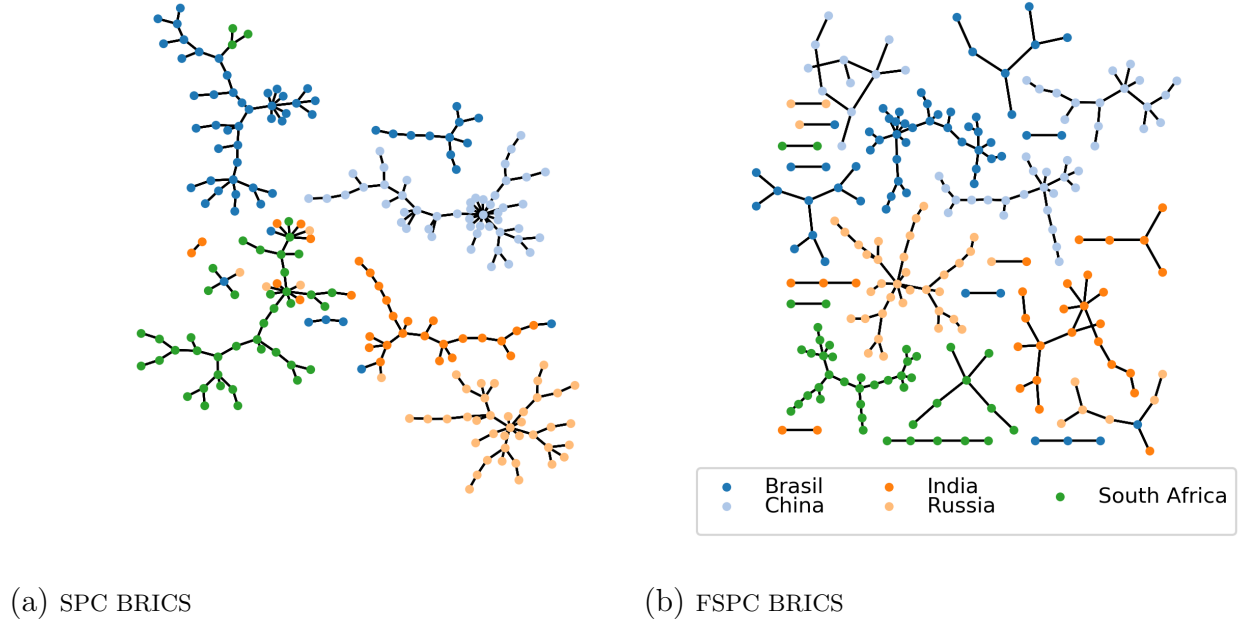 Brasil
China
India
Russia
South Africa
(a) SPC BRICS
(b) FSPC BRICS